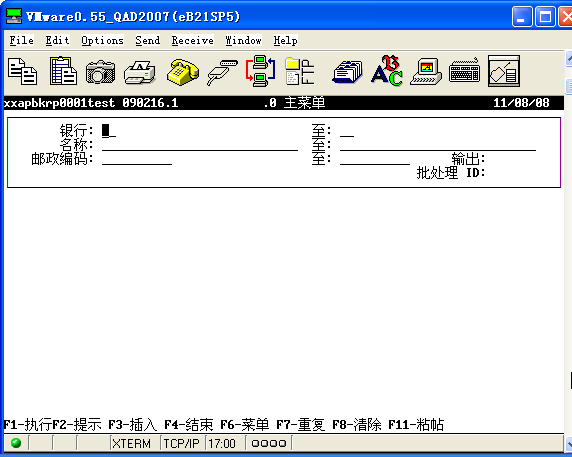 VMware0.55_QAD2007(eB21SP5)
File Edit Options Send Receive Window Help
xxapbkrp0001test 090216.1 .0 主菜单 11/08/08
银行: 至:
名称: 至:
邮政编码: 至: 输出:
批处理 ID:
F1-执行F2-提示 F3-插入 F4-结束 F6-菜单 F7-重复 F8-清除 F11-粘帖
XTERM TCP/IP 17:00